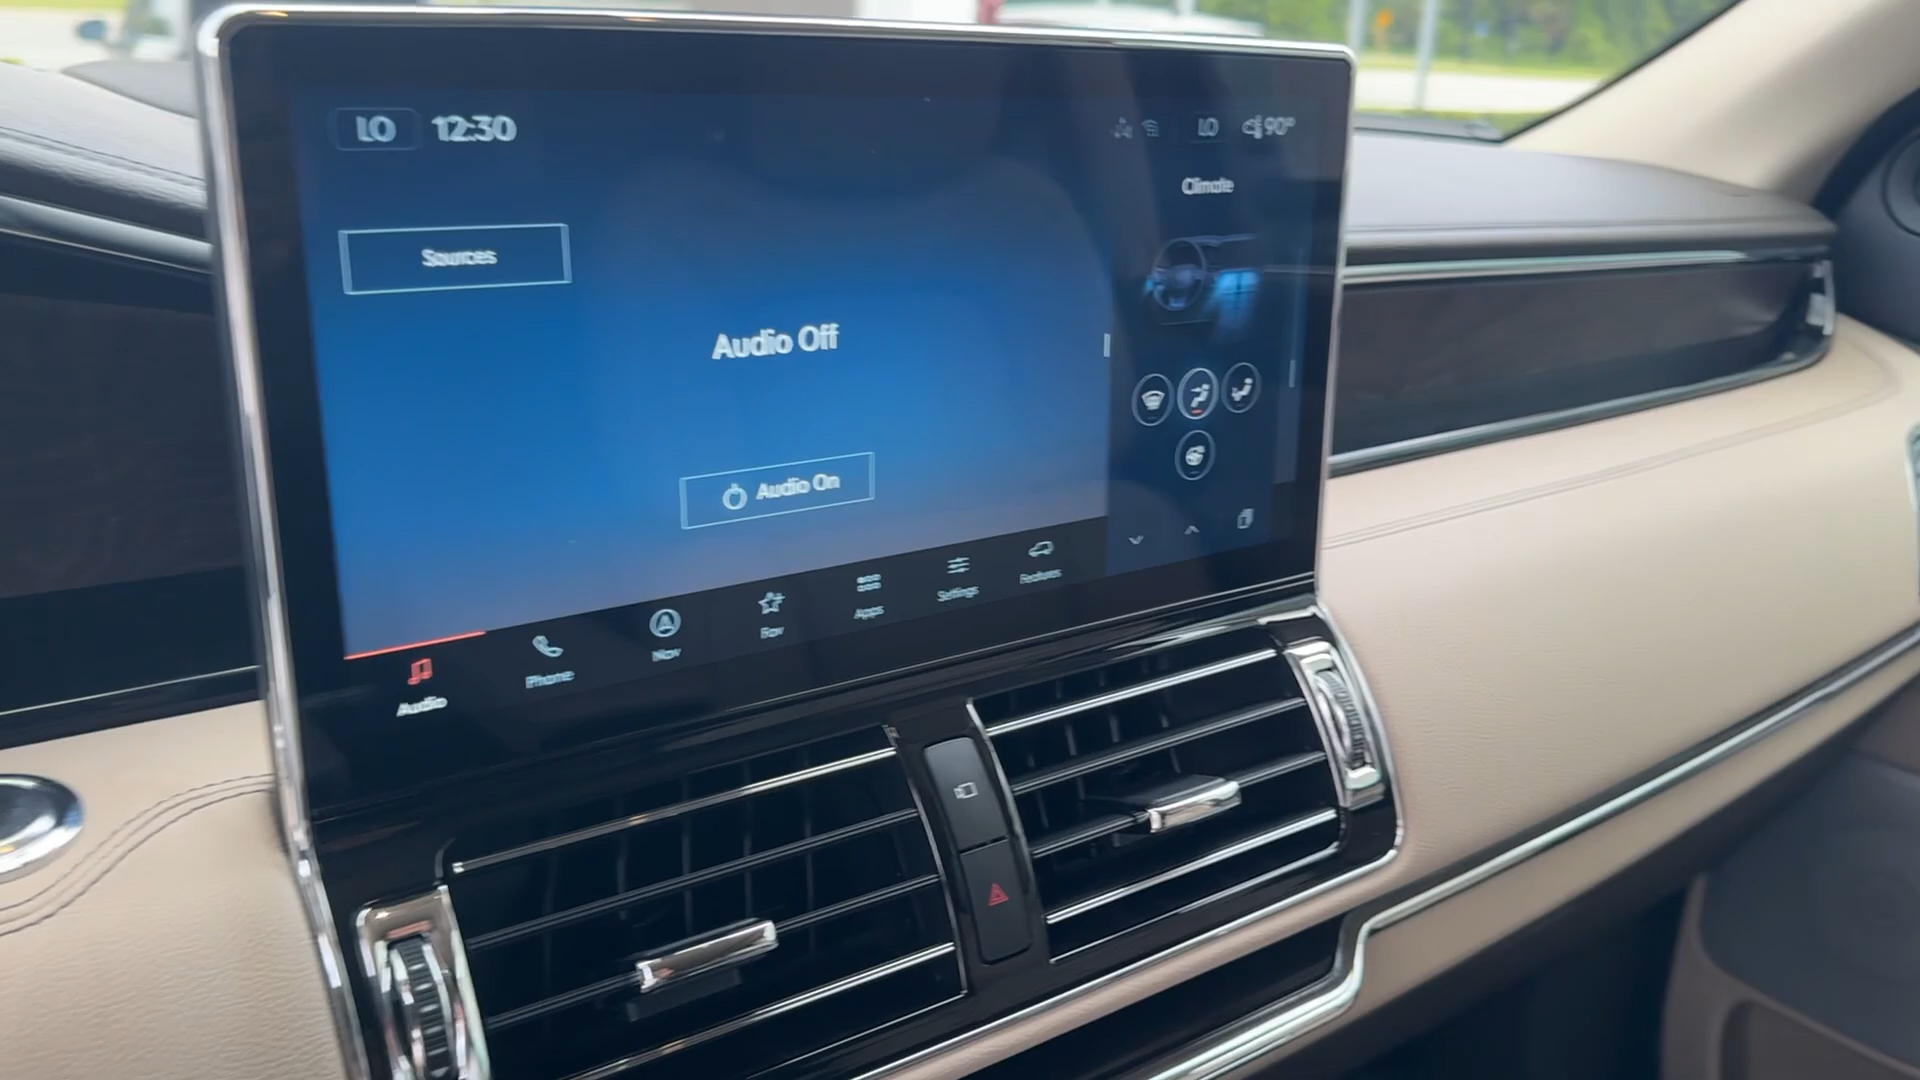 LO 12:30
LO 90°
Climate
Sources
Audio Off
Audio On
Audio
Phone
Nav
Fav
Apps
Settings
Features